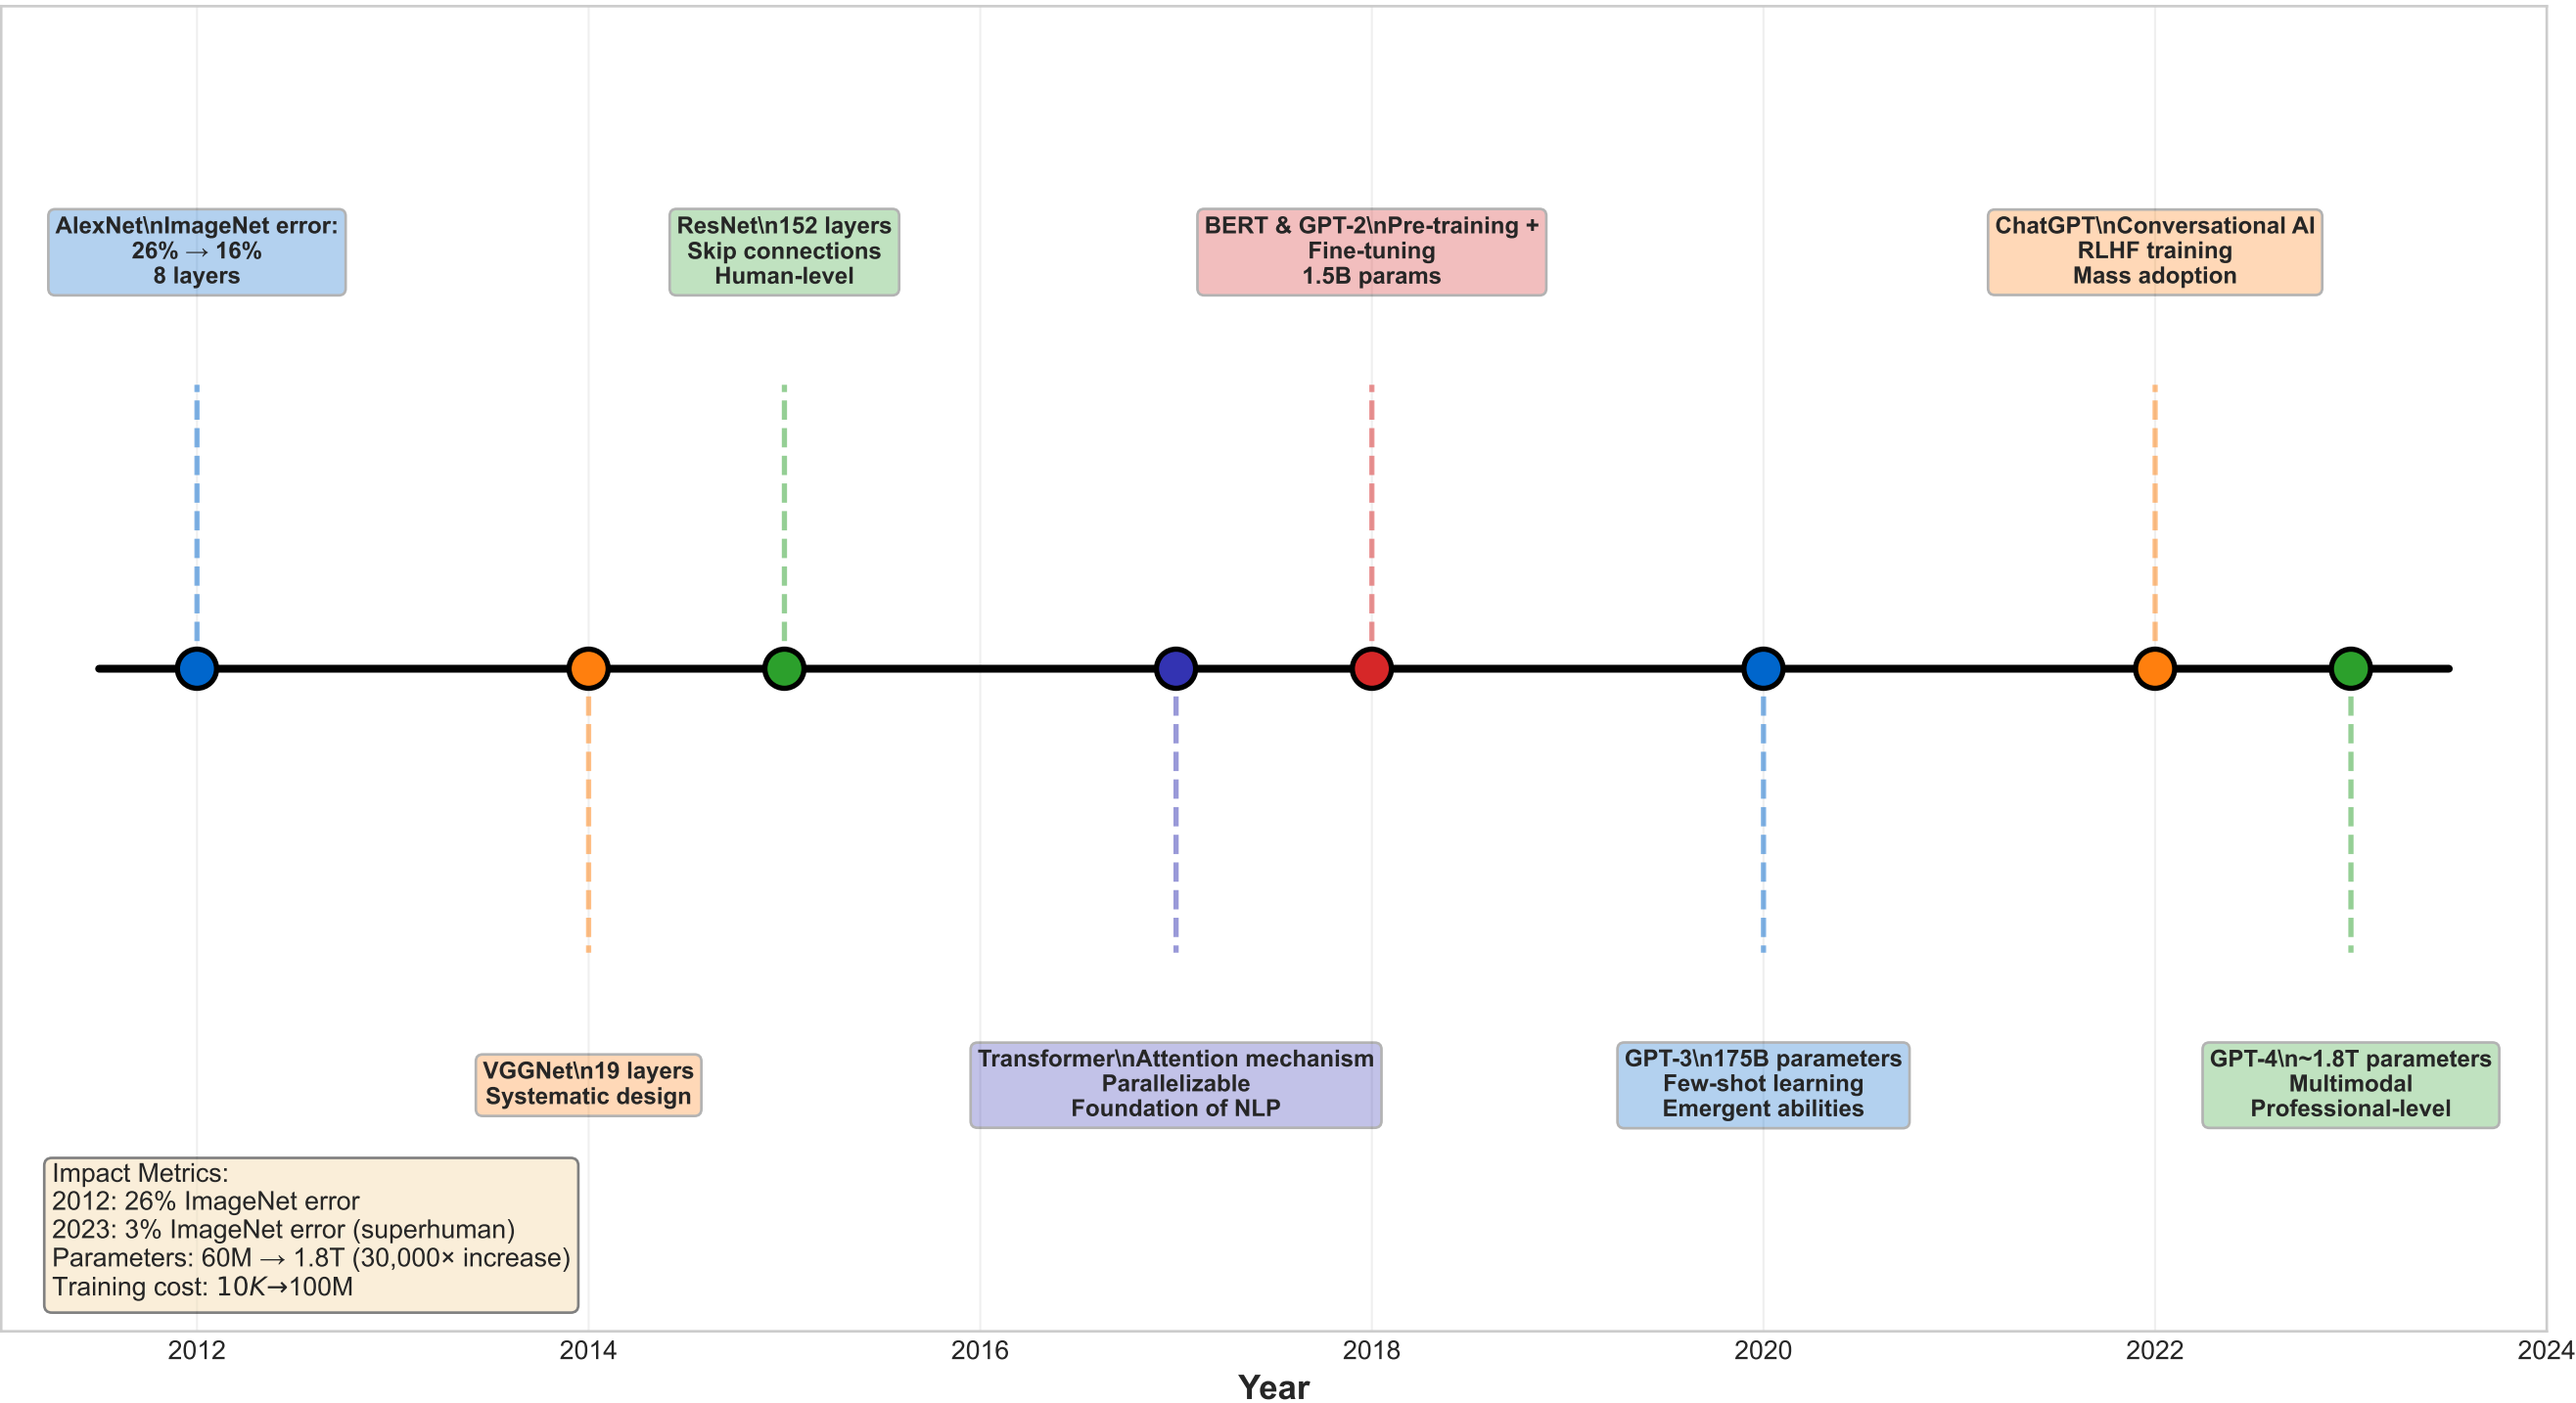 AlexNet\nImageNet error:
26% → 16%
8 layers
ResNet\n152 layers
Skip connections
Human-level
BERT & GPT-2\nPre-training +
Fine-tuning
1.5B params
ChatGPT\nConversational AI
RLHF training
Mass adoption
VGGNet\n19 layers
Systematic design
Transformer\nAttention mechanism
Parallelizable
Foundation of NLP
GPT-3\n175B parameters
Few-shot learning
Emergent abilities
GPT-4\n~1.8T parameters
Multimodal
Professional-level
Impact Metrics:
2012: 26% ImageNet error
2023: 3% ImageNet error (superhuman)
Parameters: 60M → 1.8T (30,000× increase)
Training cost: 10K→100M
2012
2014
2016
2018
2020
2022
2024
Year